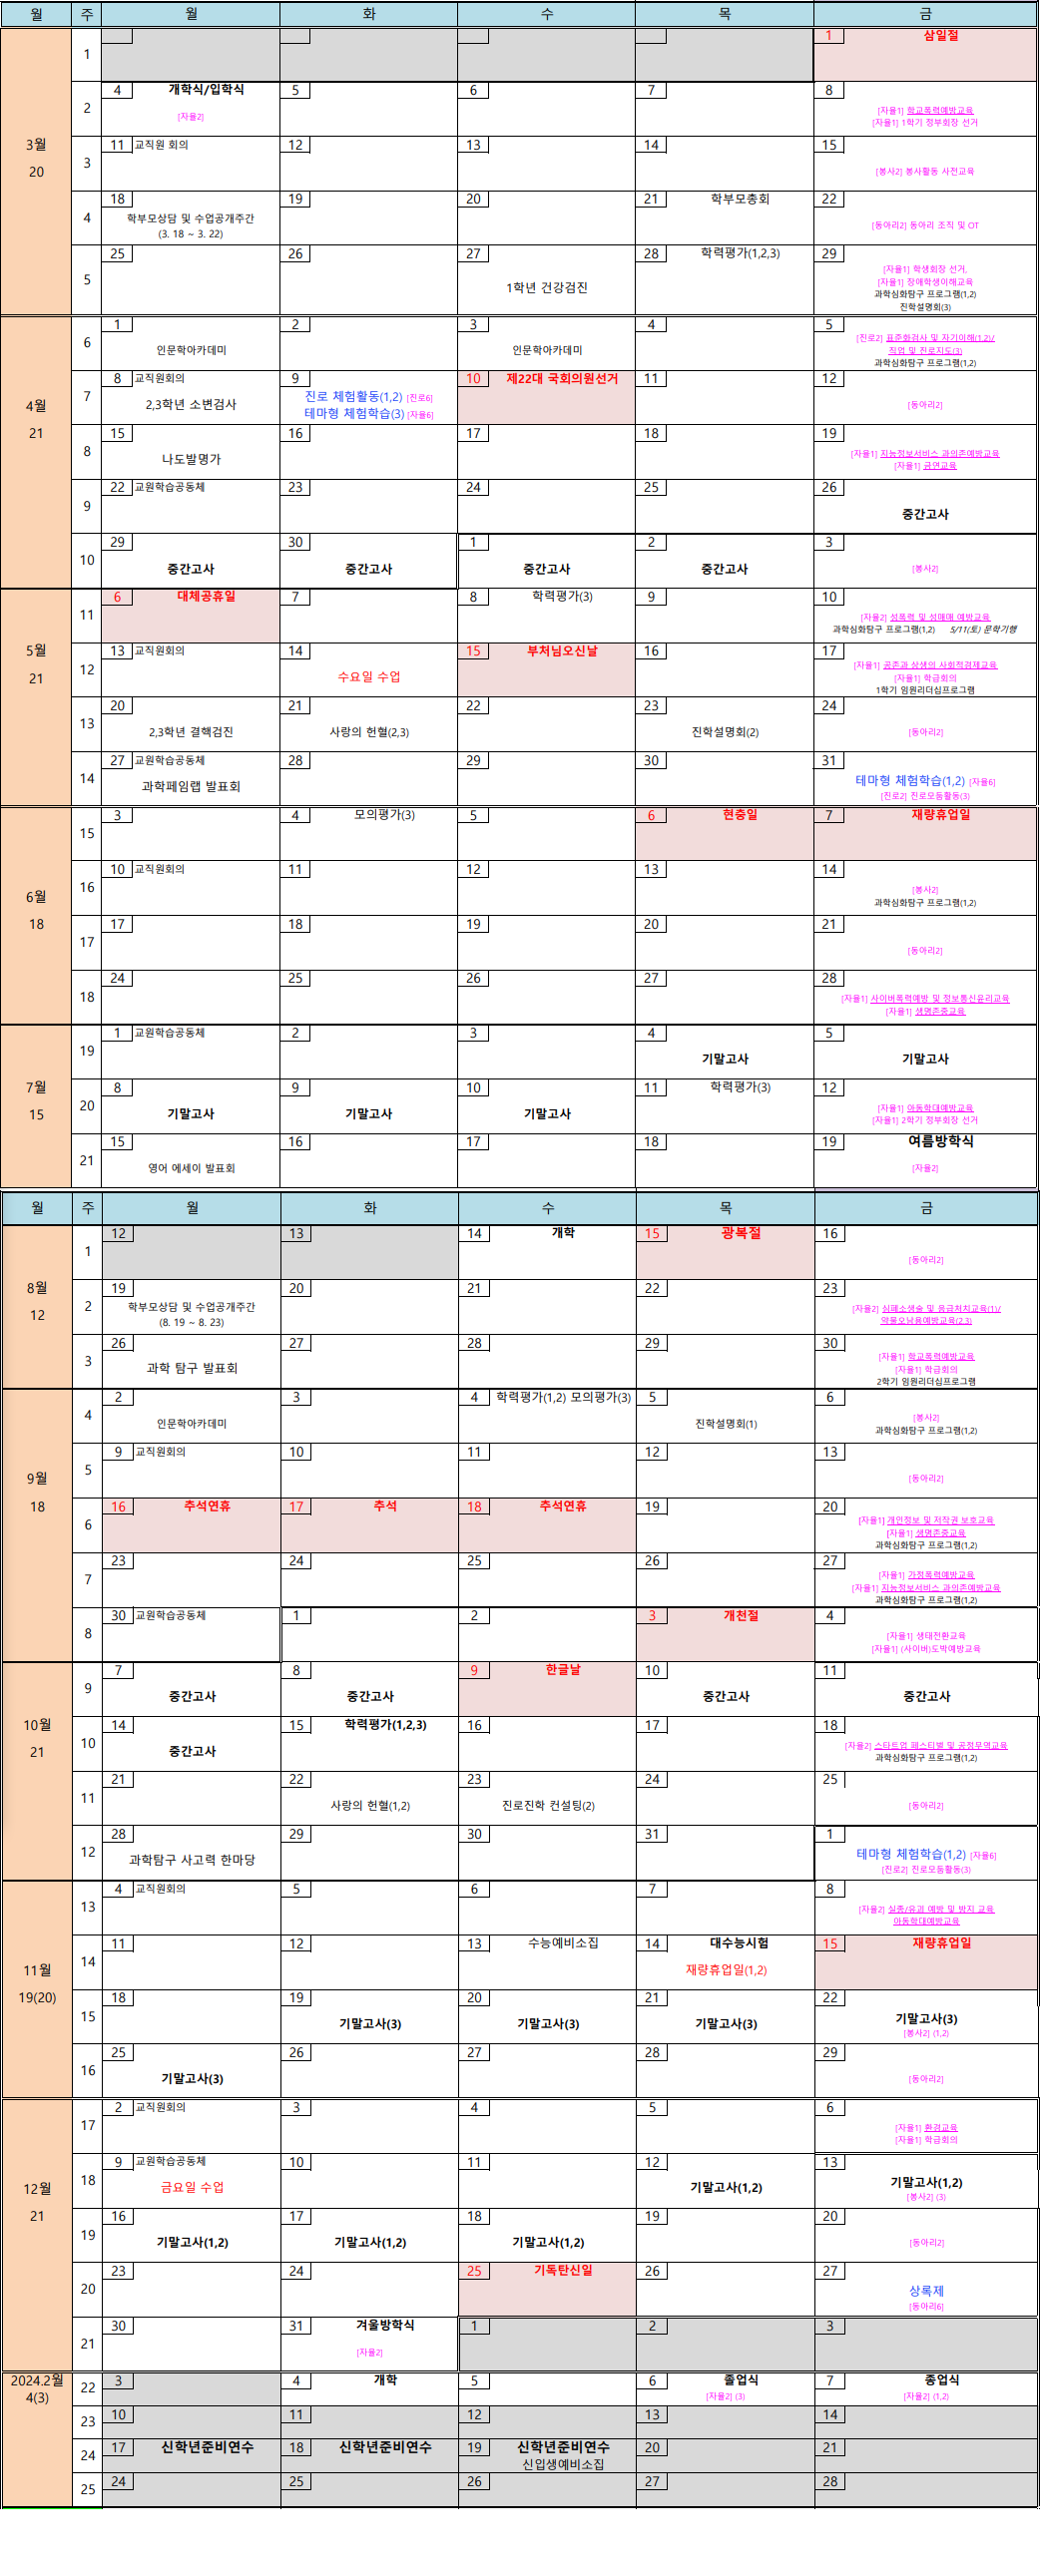 월 주 월 화 수 목 금
3월
20
1 1 삼일절
2 4 개학식/입학식 5 6 7 8
[자율2]
[자율1] 학교폭력예방교육
[자율1] 1학기 정부회장 선거
3 11 교직원 회의 12 13 14 15
[봉사2] 봉사활동 사전교육
4 18 19 20 21 학부모총회 22
학부모상담 및 수업공개주간
(3. 18 ~ 3. 22)
[동아리2] 동아리 조직 및 OT
5 25 26 27 28 학력평가(1,2,3) 29
1학년 건강검진
[자율1] 학생회장 선거,
[자율1] 장애학생이해교육
과학심화탐구 프로그램(1,2)
진학설명회(3)
4월
21
6 1 2 3 4 5
인문학아카데미 인문학아카데미
[진로2] 표준화검사 및 자기이해(1,2)/
직업 및 진로지도(3)
과학심화탐구 프로그램(1,2)
7 8 교직원회의 9 10 제22대 국회의원선거 11 12
2,3학년 소변검사
진로 체험활동(1,2) [진로6]
테마형 체험학습(3) [자율6]
[동아리2]
8 15 16 17 18 19
나도발명가
[자율1] 지능정보서비스 과의존예방교육
[자율1] 금연교육
9 22 교원학습공동체 23 24 25 26
중간고사
10 29 30 1 2 3
중간고사 중간고사 중간고사 중간고사 [봉사2]
5월
21
11 6 대체공휴일 7 8 학력평가(3) 9 10
[자율2] 성폭력 및 성매매 예방교육
과학심화탐구 프로그램(1,2) 5/11(토) 문학기행
12 13 교직원회의 14 15 부처님오신날 16 17
수요일 수업
[자율1] 공존과 상생의 사회적경제교육
[자율1] 학급회의
1학기 임원리더십프로그램
13 20 21 22 23 24
2,3학년 결핵검진 사랑의 헌혈(2,3) 진학설명회(2) [동아리2]
14 27 교원학습공동체 28 29 30 31
과학페임랩 발표회
테마형 체험학습(1,2) [자율6]
[진로2] 진로모둠활동(3)
6월
18
15 3 4 모의평가(3) 5 6 현충일 7 재량휴업일
16 10 교직원회의 11 12 13 14
[봉사2]
과학심화탐구 프로그램(1,2)
17 17 18 19 20 21
[동아리2]
18 24 25 26 27 28
[자율1] 사이버폭력예방 및 정보통신윤리교육
[자율1] 생명존중교육
7월
15
19 1 교원학습공동체 2 3 4 5
기말고사 기말고사
20 8 9 10 11 학력평가(3) 12
기말고사 기말고사 기말고사
[자율1] 아동학대예방교육
[자율1] 2학기 정부회장 선거
21 15 16 17 18 19 여름방학식
영어 에세이 발표회 [자율2]
월 주 월 화 수 목 금
8월
12
1 12 13 14 개학 15 광복절 16
[동아리2]
2 19 20 21 22 23
학부모상담 및 수업공개주간
(8. 19 ~ 8. 23)
[자율2] 심폐소생술 및 응급처치교육(1)/
약물오남용예방교육(2,3)
3 26 27 28 29 30
과학 탐구 발표회
[자율1] 학교폭력예방교육
[자율1] 학급회의
2학기 임원리더십프로그램
9월
18
4 2 3 4 학력평가(1,2) 모의평가(3) 5 6
인문학아카데미 진학설명회(1)
[봉사2]
과학심화탐구 프로그램(1,2)
5 9 교직원회의 10 11 12 13
[동아리2]
6 16 추석연휴 17 추석 18 추석연휴 19 20
[자율1] 개인정보 및 저작권 보호교육
[자율1] 생명존중교육
과학심화탐구 프로그램(1,2)
7 23 24 25 26 27
[자율1] 가정폭력예방교육
[자율1] 지능정보서비스 과의존예방교육
과학심화탐구 프로그램(1,2)
8 30 교원학습공동체 1 2 3 개천절 4
[자율1] 생태전환교육
[자율1] (사이버)도박예방교육
10월
21
9 7 8 9 한글날 10 11
중간고사 중간고사 중간고사 중간고사
10 14 15 학력평가(1,2,3) 16 17 18
중간고사
[자율2] 스타트업 페스티벌 및 공정무역교육
과학심화탐구 프로그램(1,2)
11 21 22 23 24 25
사랑의 헌혈(1,2) 진로진학 컨설팅(2) [동아리2]
12 28 29 30 31 1
과학탐구 사고력 한마당
테마형 체험학습(1,2) [자율6]
[진로2] 진로모둠활동(3)
11월
19(20)
13 4 교직원회의 5 6 7 8
[자율2] 실종/유괴 예방 및 방지 교육
아동학대예방교육
14 11 12 13 수능예비소집 14 대수능시험 15 재량휴업일
재량휴업일(1,2)
15 18 19 20 21 22
기말고사(3) 기말고사(3) 기말고사(3) 기말고사(3)
[봉사2] (1,2)
16 25 26 27 28 29
기말고사(3) [동아리2]
12월
21
17 2 교직원회의 3 4 5 6
[자율1] 환경교육
[자율1] 학급회의
18 9 교원학습공동체 10 11 12 13
금요일 수업 기말고사(1,2) 기말고사(1,2)
[봉사2] (3)
19 16 17 18 19 20
기말고사(1,2) 기말고사(1,2) 기말고사(1,2) [동아리2]
20 23 24 25 기독탄신일 26 27
상록제
[동아리6]
21 30 31 겨울방학식 1 2 3
[자율2]
2024.2월
4(3)
22 3 4 개학 5 6 졸업식 7 종업식
[자율2] (3) [자율2] (1,2)
23 10 11 12 13 14
24 17 신학년준비연수 18 신학년준비연수 19 신학년준비연수 20 21
신입생예비소집
25 24 25 26 27 28